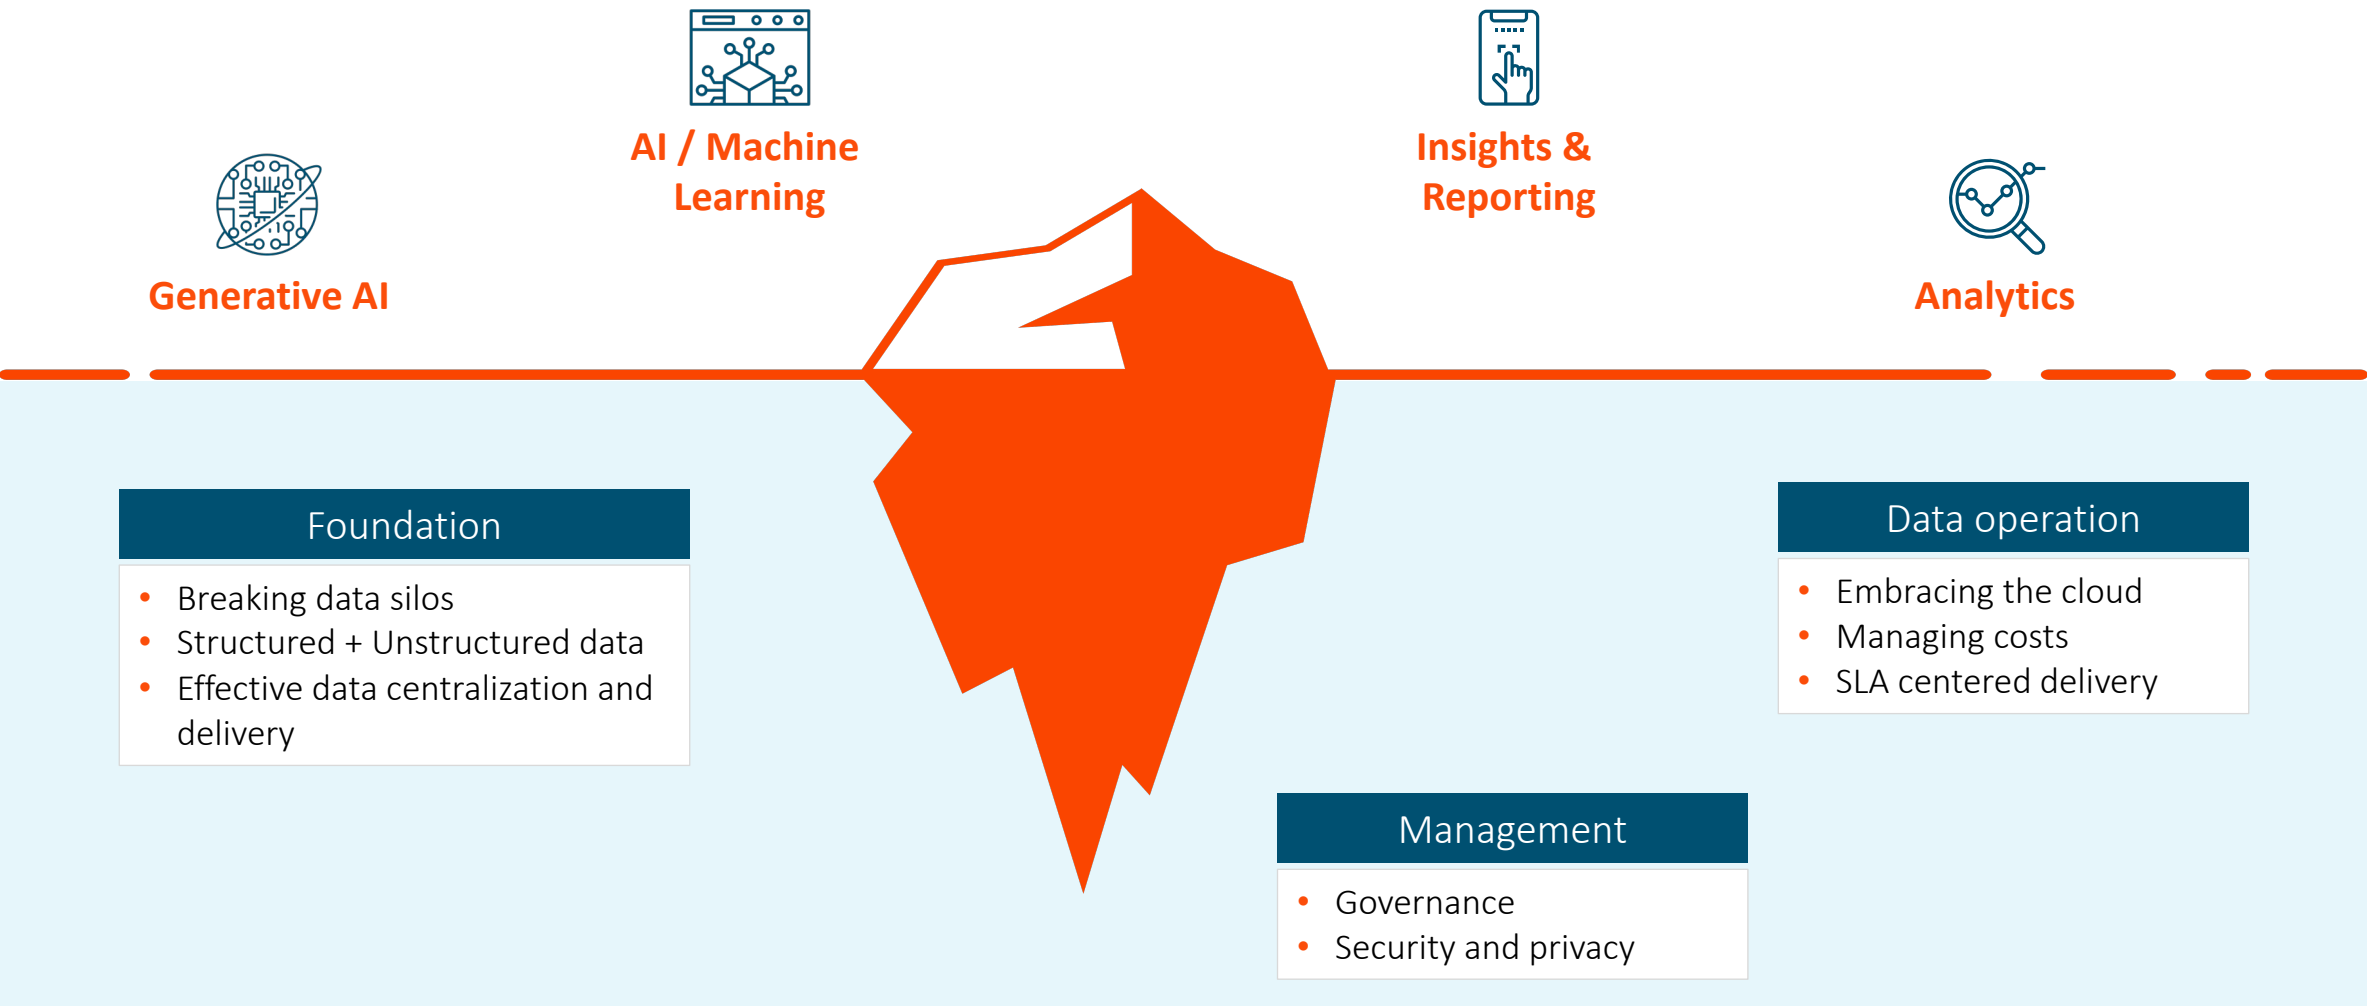 AI / Machine
Learning
Insights &
Reporting
Generative AI
Analytics
Foundation
• Breaking data silos
• Structured + Unstructured data
• Effective data centralization and
delivery
Data operation
• Embracing the cloud
• Managing costs
• SLA centered delivery
Management
• Governance
• Security and privacy